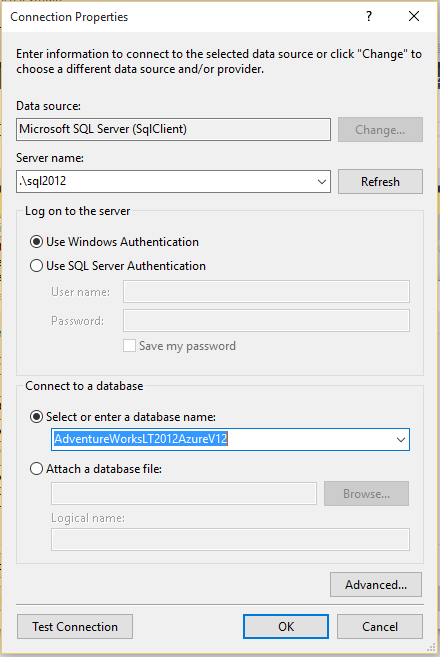 Connection Properties
?
Enter information to connect to the selected data source or click "Change" to
choose a different data source and/or provider.
Data source:
Microsoft SQL Server (SqlClient)
Change...
Server name:
.\sql2012
Refresh
Log on to the server
Use Windows Authentication
Use SQL Server Authentication
User name:
Password:
Save my password
Connect to a database
Select or enter a database name:
AdventureWorksLT2012AzureV12
Attach a database file:
Browse...
Logical name:
Advanced...
Test Connection
OK
Cancel